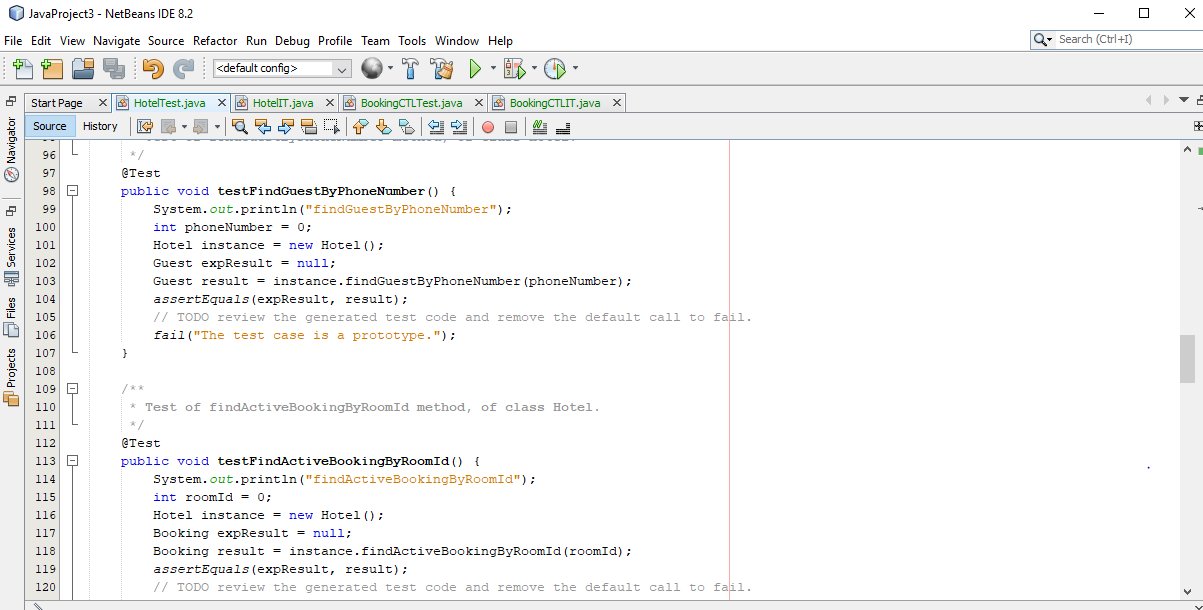 JavaProject3 - NetBeans IDE 8.2
File Edit View Navigate Source Refactor Run Debug Profile Team Tools Window Help
Search (Ctrl+I)
<default config>
Start Page HotelTest.java HotelIT.java BookingCTLTest.java BookingCTLIT.java
Source History
Navigator
Services
Files
Projects
96 */
97 @Test
98 public void testFindGuestByPhoneNumber() {
99 System.out.println("findGuestByPhoneNumber");
100 int phoneNumber = 0;
101 Hotel instance = new Hotel();
102 Guest expResult = null;
103 Guest result = instance.findGuestByPhoneNumber(phoneNumber);
104 assertEquals(expResult, result);
105 // TODO review the generated test code and remove the default call to fail.
106 fail("The test case is a prototype.");
107 }
108
109 /**
110 * Test of findActiveBookingByRoomId method, of class Hotel.
111 */
112 @Test
113 public void testFindActiveBookingByRoomId() {
114 System.out.println("findActiveBookingByRoomId");
115 int roomId = 0;
116 Hotel instance = new Hotel();
117 Booking expResult = null;
118 Booking result = instance.findActiveBookingByRoomId(roomId);
119 assertEquals(expResult, result);
120 // TODO review the generated test code and remove the default call to fail.